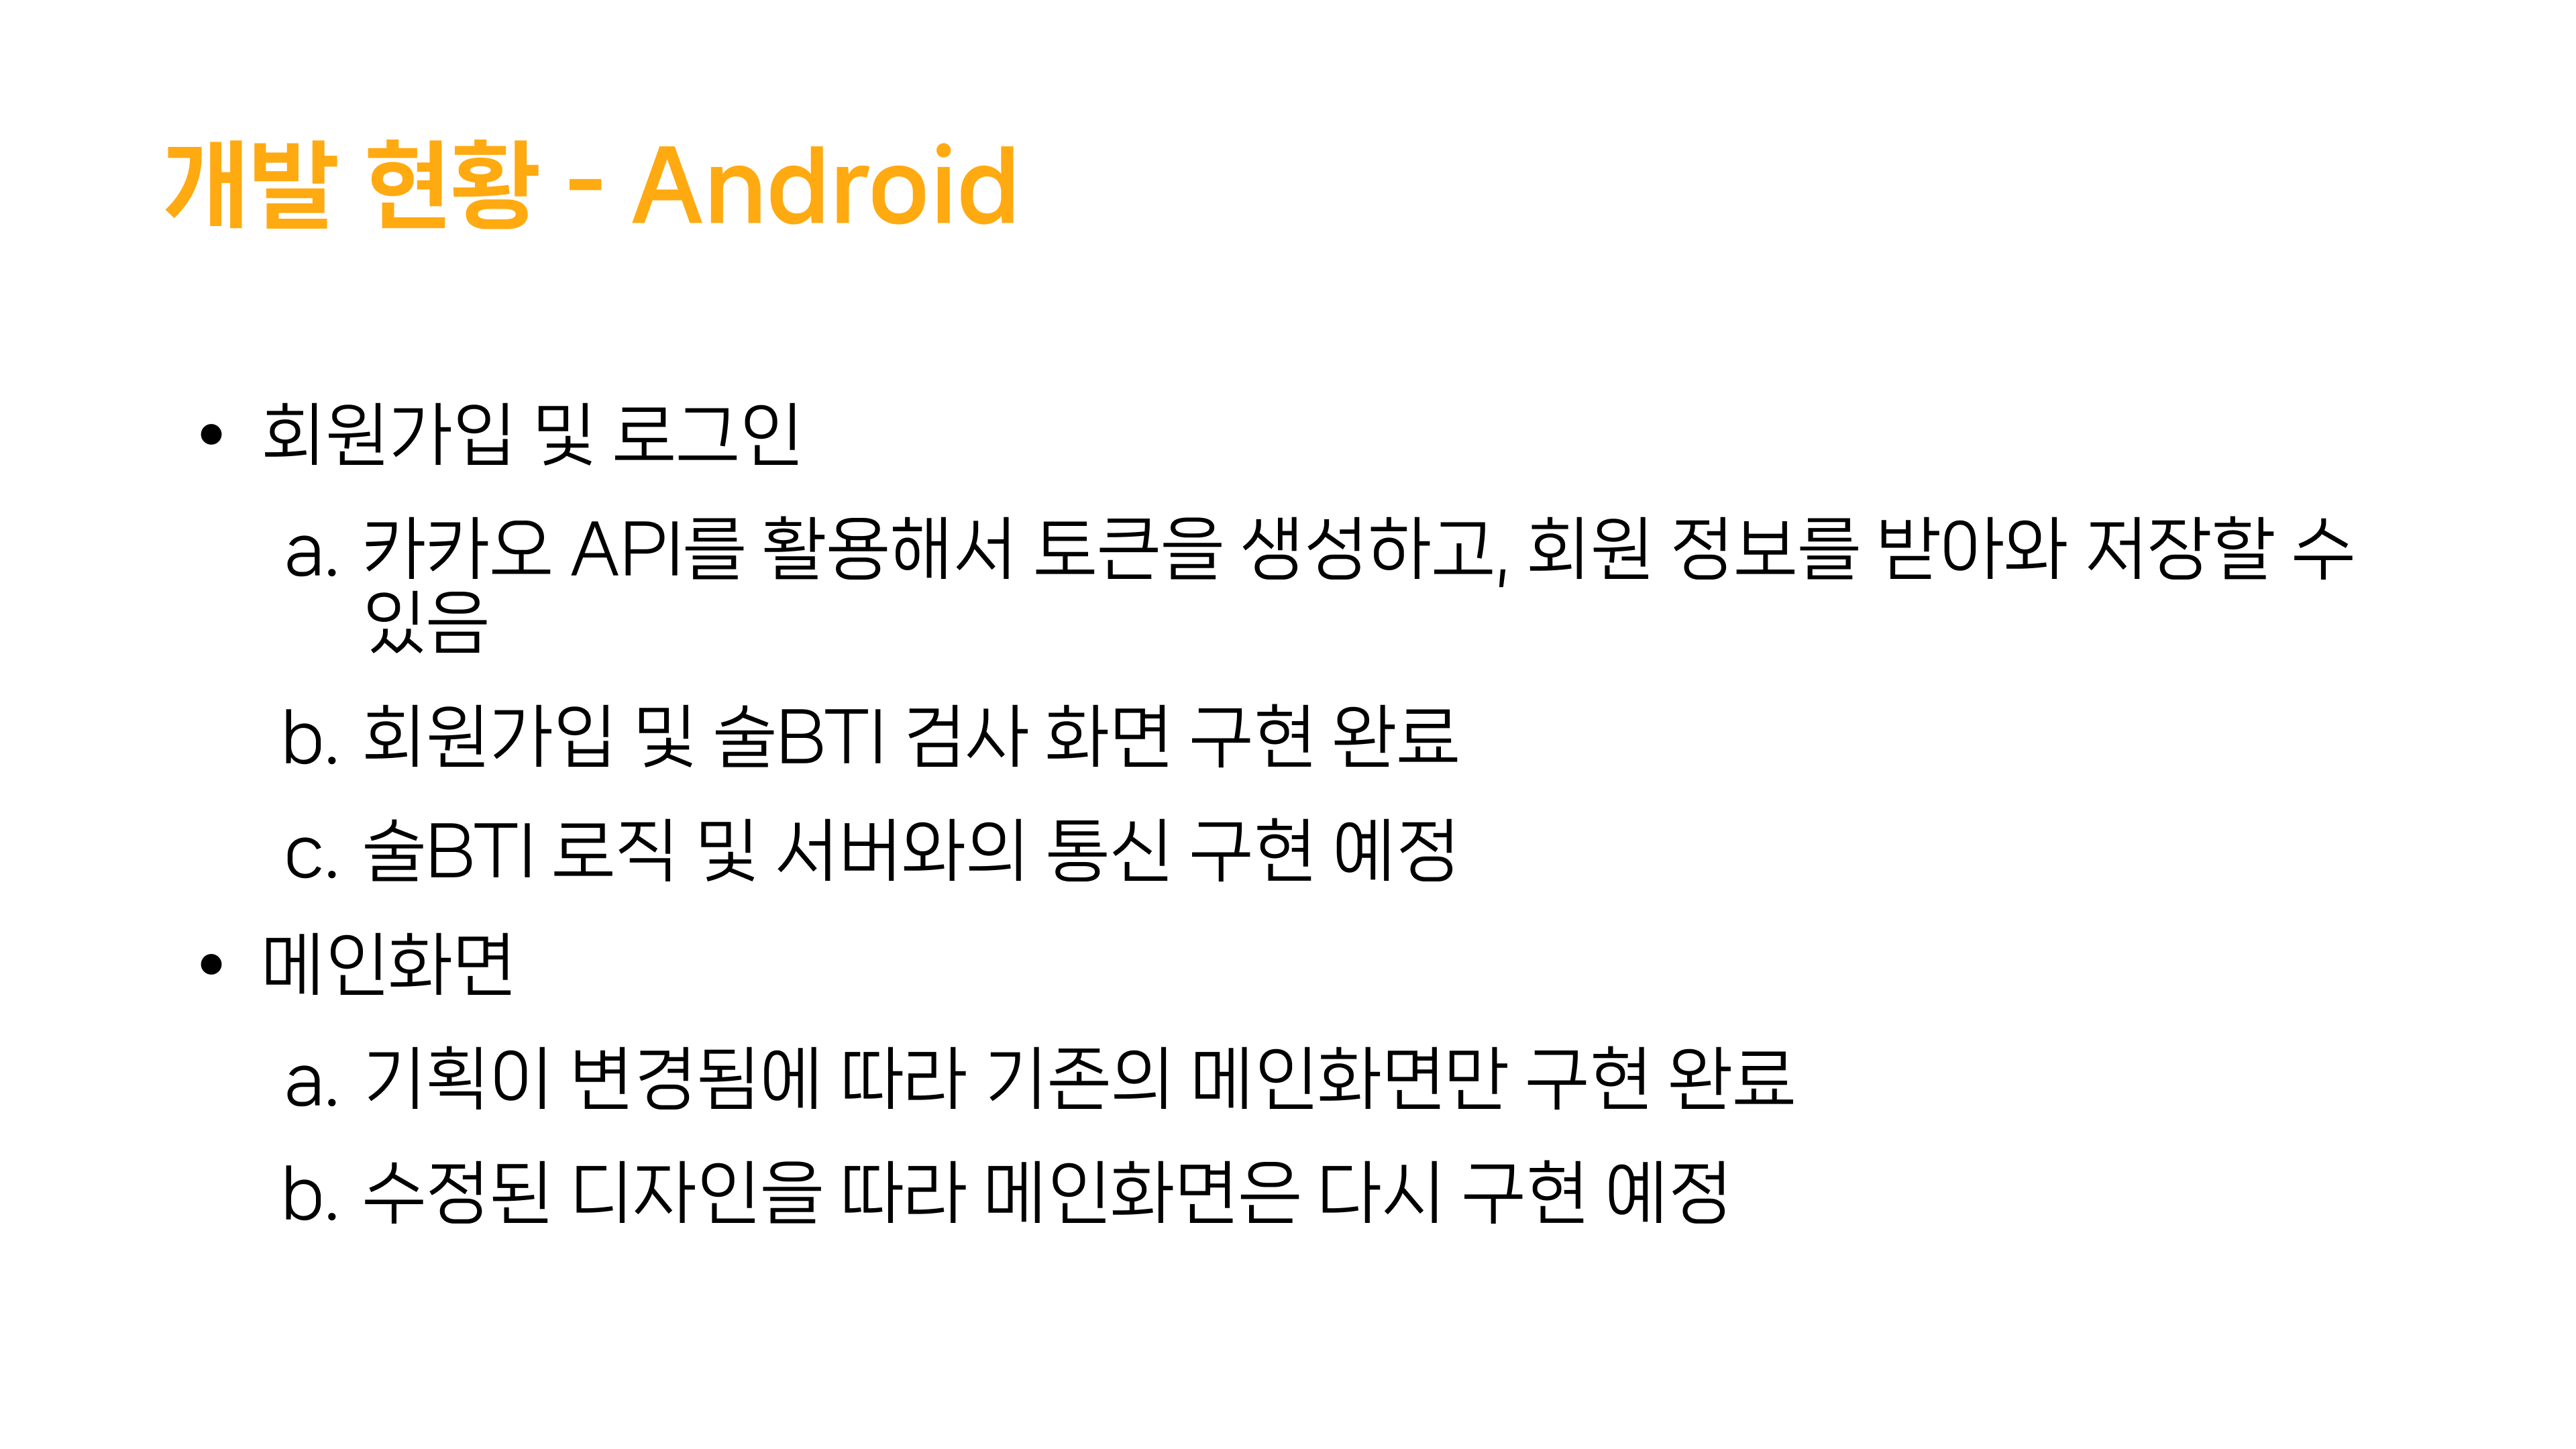 개발 현황 - Android
• 회원가입 및 로그인
a. 카카오 API를 활용해서 토큰을 생성하고, 회원 정보를 받아와 저장할 수
있음
b. 회원가입 및 술BTI 검사 화면 구현 완료
c. 술BTI 로직 및 서버와의 통신 구현 예정
• 메인화면
a. 기획이 변경됨에 따라 기존의 메인화면만 구현 완료
b. 수정된 디자인을 따라 메인화면은 다시 구현 예정